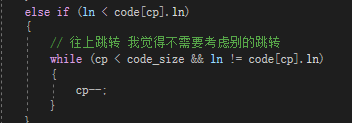 else if (ln < code[cp].ln)
{
// 往上跳转 我觉得不需要考虑别的跳转
while (cp < code_size && ln != code[cp].ln)
{
cp--;
}
}